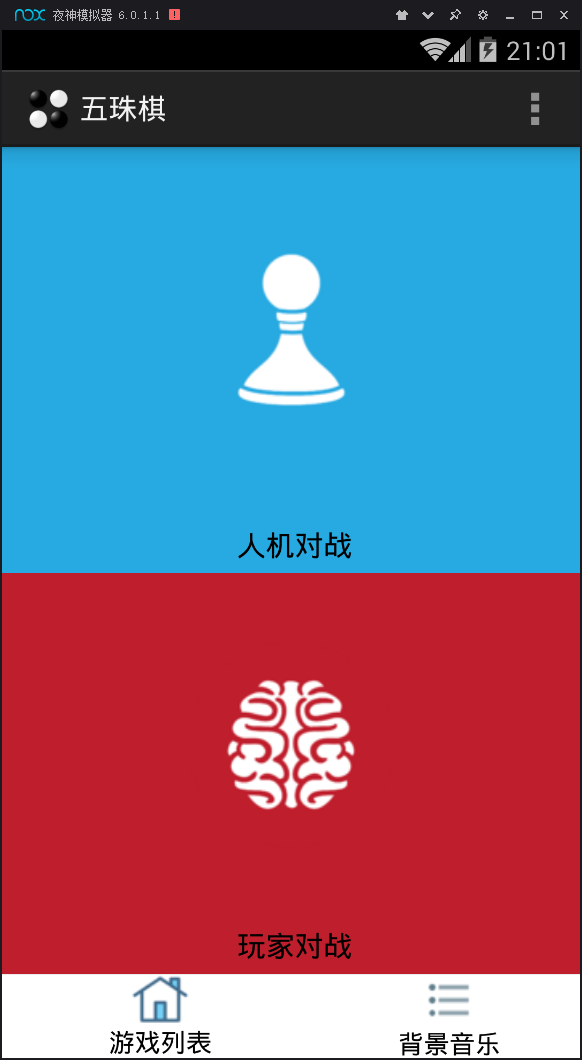 nox 夜神模拟器 6.0.1.1
21:01
五珠棋
人机对战
玩家对战
游戏列表
背景音乐